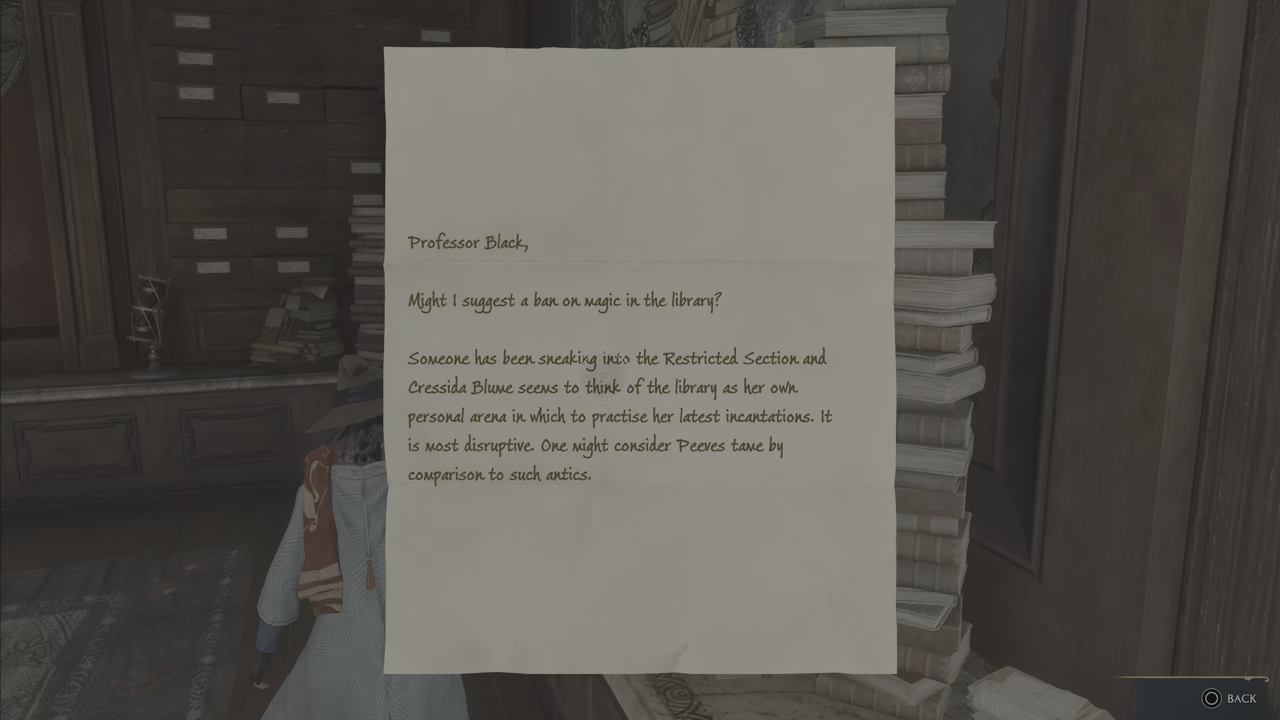 Professor Black,
Might I suggest a ban on magic in the library?
Someone has been sneaking into the Restricted Section and
Cressida Blume seems to think of the library as her own
personal arena in which to practise her latest incantations. It
is most disruptive. One might consider Peeves tame by
comparison to such antics.
BACK